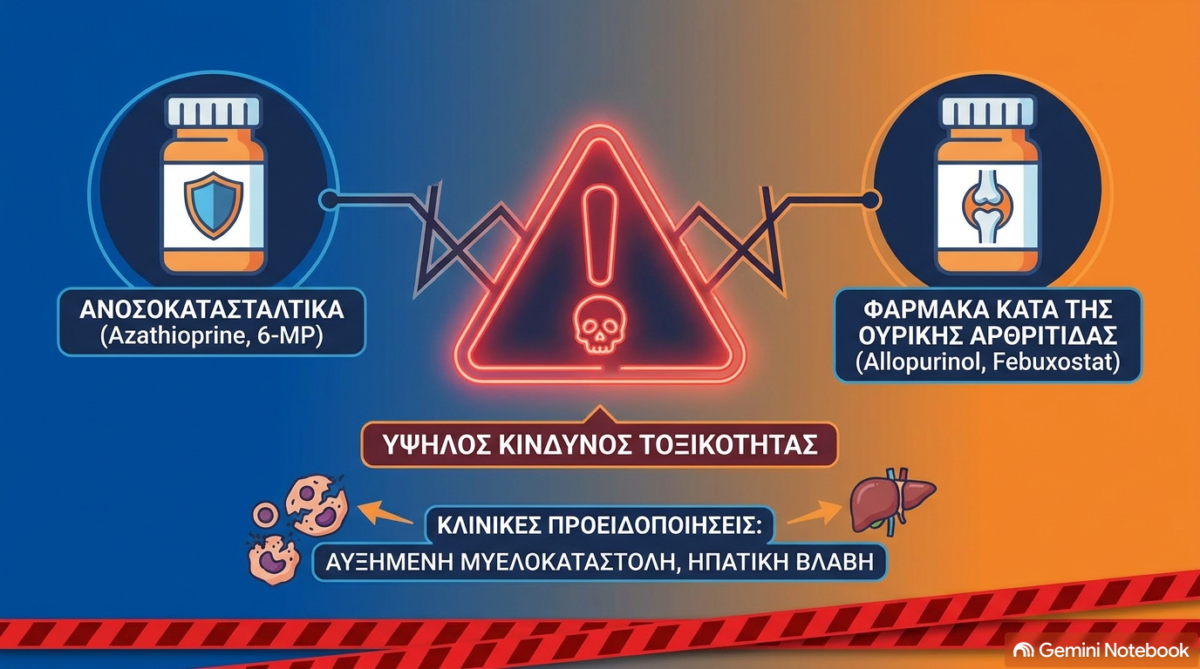 ΑΝΟΣΟΚΑΤΑΣΤΑΛΤΙΚΑ
(Azathioprine, 6-MP)
ΦΑΡΜΑΚΑ ΚΑΤΑ ΤΗΣ
ΟΥΡΙΚΗΣ ΑΡΘΡΙΤΙΔΑΣ
(Allopurinol, Febuxostat)
ΥΨΗΛΟΣ ΚΙΝΔΥΝΟΣ ΤΟΞΙΚΟΤΗΤΑΣ
ΚΛΙΝΙΚΕΣ ΠΡΟΕΙΔΟΠΟΙΗΣΕΙΣ:
ΑΥΞΗΜΕΝΗ ΜΥΕΛΟΚΑΤΑΣΤΟΛΗ, ΗΠΑΤΙΚΗ ΒΛΑΒΗ
Gemini Notebook